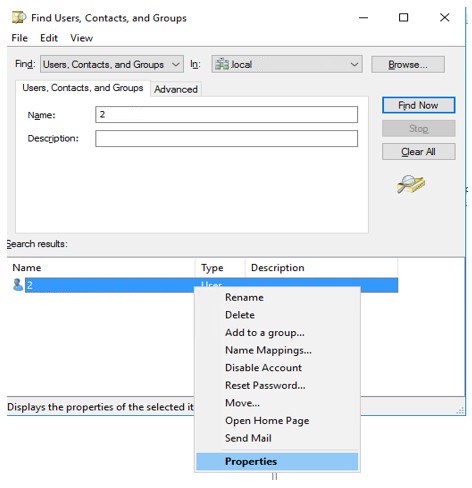 Find Users, Contacts, and Groups
File Edit View
Find: Users, Contacts, and Groups In: .local Browse...
Users, Contacts, and Groups Advanced
Name: 2
Description:
Find Now
Stop
Clear All
Search results:
Name Type Description
2 User
Rename
Delete
Add to a group...
Name Mappings...
Disable Account
Reset Password...
Move...
Open Home Page
Send Mail
Properties
Displays the properties of the selected it